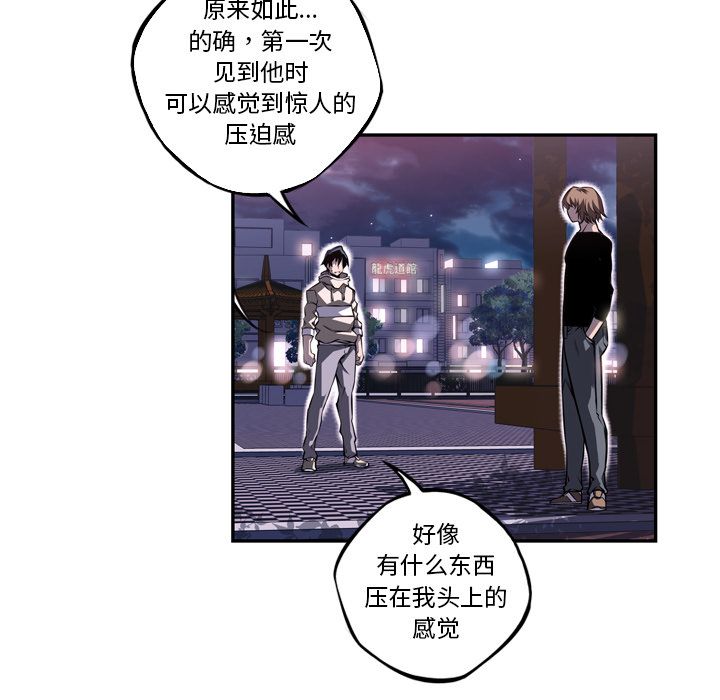 原来如此...
的确，第一次
见到他时
可以感觉到惊人的
压迫感
龍虎道館
好像
有什么东西
压在我头上的
感觉